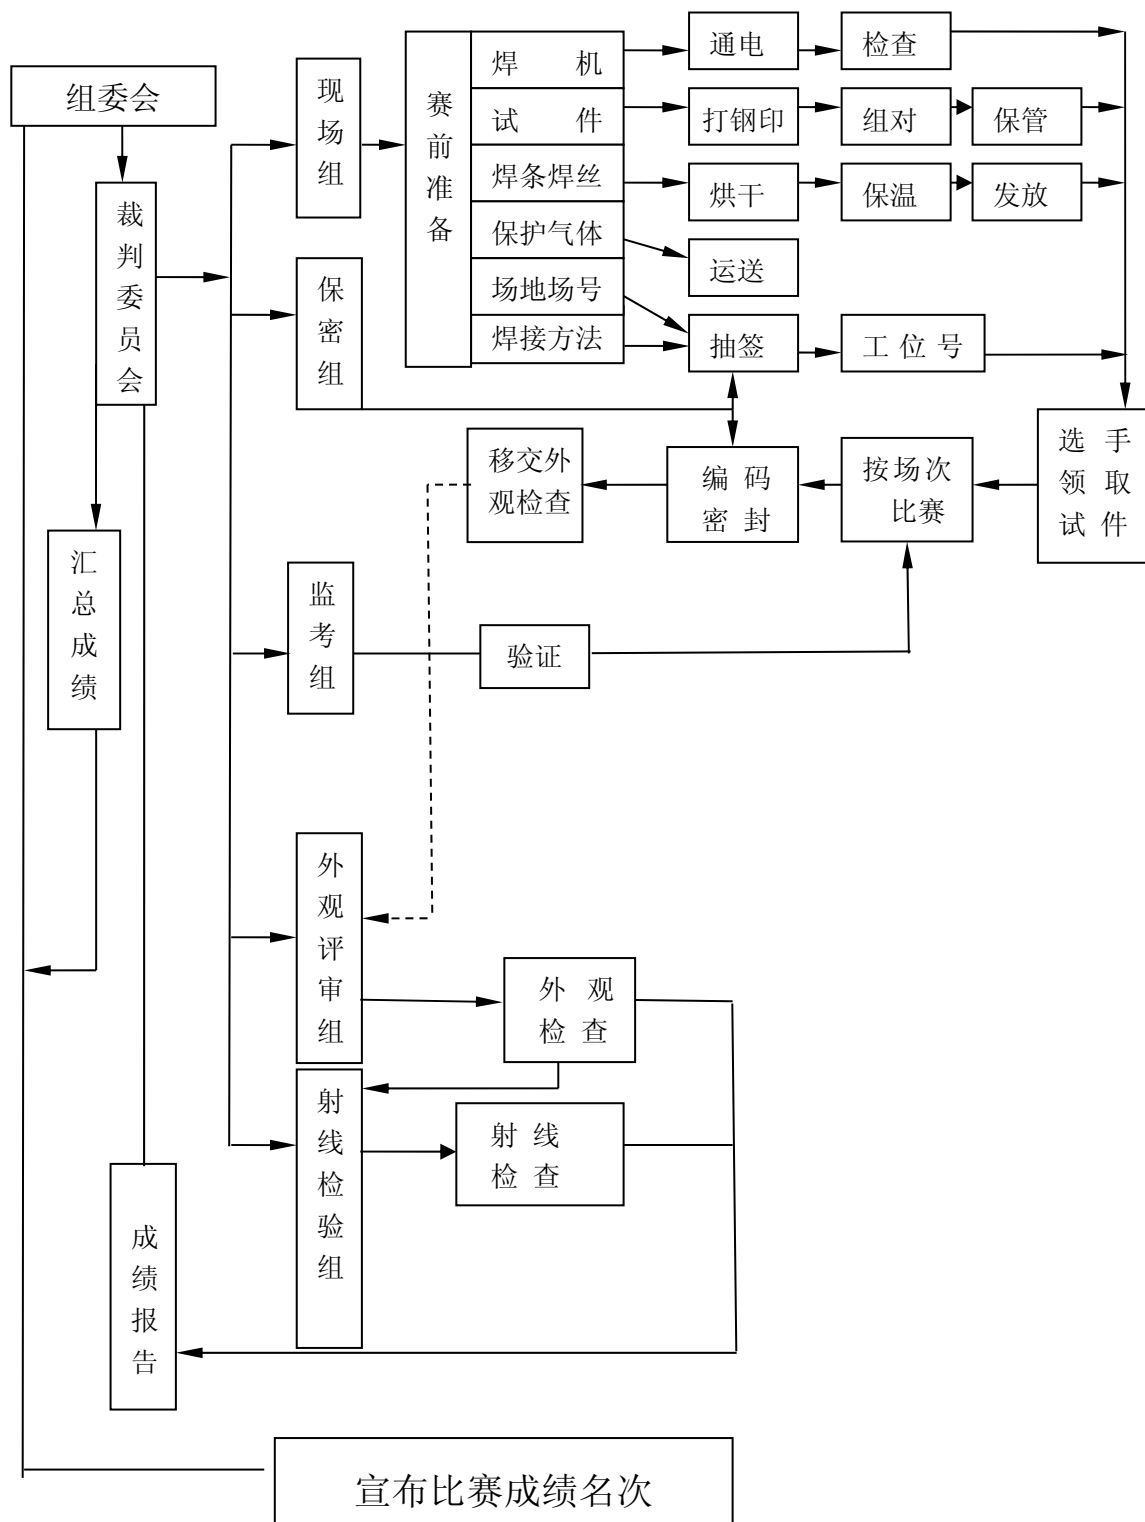 组委会
裁判委员会
汇总成绩
成绩报告
现场组
保密组
监考组
外观评审组
射线检验组
赛前准备
焊 机
试 件
焊条焊丝
保护气体
场地场号
焊接方法
通电
检查
打钢印
组对
保管
烘干
保温
发放
运送
抽签
工 位 号
选 手
领 取
试 件
按场次
比赛
编 码
密 封
移交外
观检查
验证
外 观
检 查
射 线
检 查
宣布比赛成绩名次